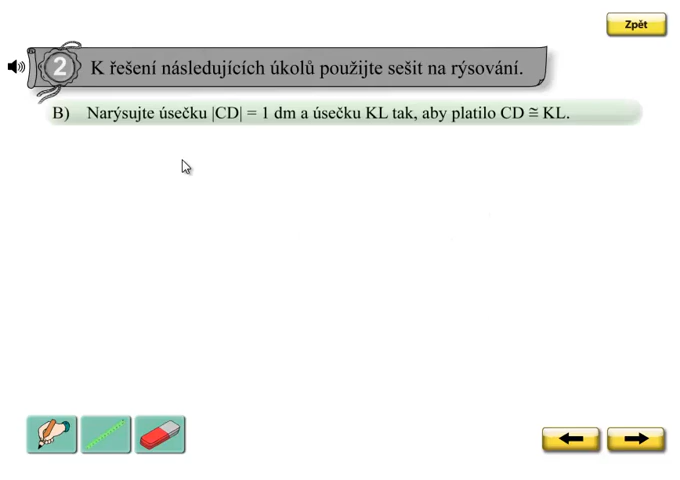 Zpět
2 K řešení následujících úkolů použijte sešit na rýsování.
B) Narýsujte úsečku |CD| = 1 dm a úsečku KL tak, aby platilo CD ≅ KL.